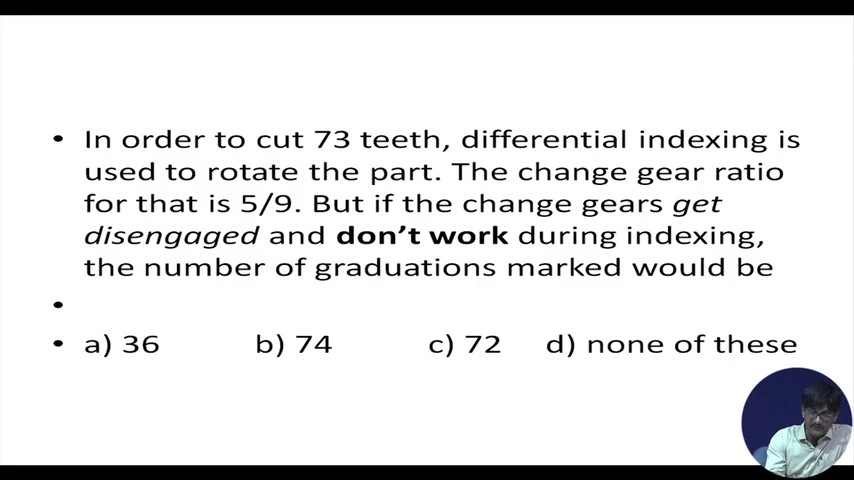 • In order to cut 73 teeth, differential indexing is
used to rotate the part. The change gear ratio
for that is 5/9. But if the change gears get
disengaged and don’t work during indexing,
the number of graduations marked would be
•
• a) 36 b) 74 c) 72 d) none of these